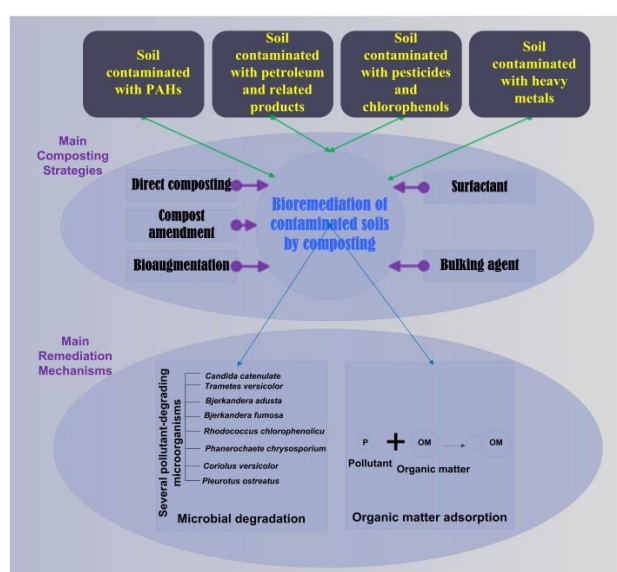 Soil
contaminated
with PAHs
Soil
contaminated
with petroleum
and related
products
Soil
contaminated
with pesticides
and
chlorophenols
Soil
contaminated
with heavy
metals
Main
Composting
Strategies
Direct composting
Compost
amendment
Bioaugmentation
Bioremediation of
contaminated soils
by composting
Surfactant
Bulking agent
Main
Remediation
Mechanisms
Several pollutant-degrading
microorganisms
Candida catenulate
Trametes versicolor
Bjerkandera adusta
Bjerkandera fumosa
Rhodococcus chlorophenolicu
Phanerochaete chrysosporium
Coriolus versicolor
Pleurotus ostreatus
Microbial degradation
P
+
OM
OM
Pollutant
Organic matter
Organic matter adsorption